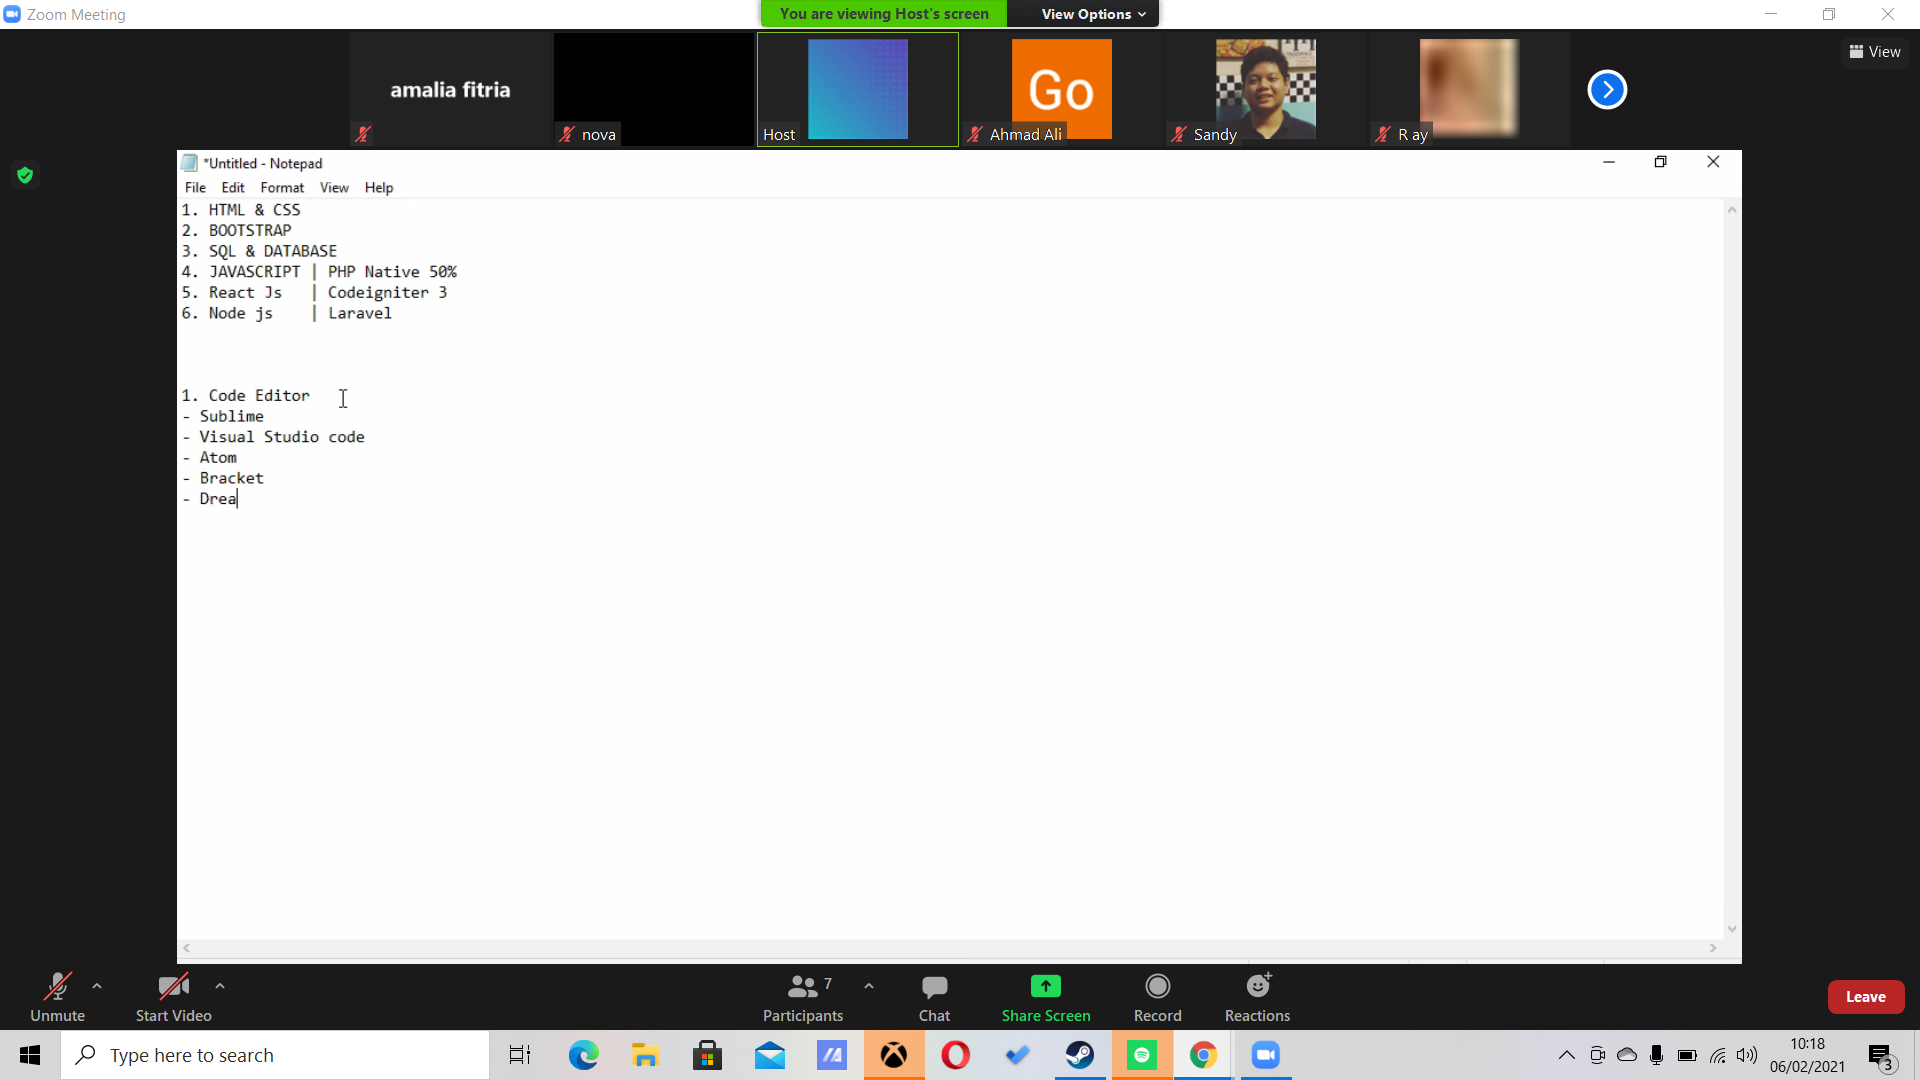 Zoom Meeting
You are viewing Host's screen
View Options
View
amalia fitria
nova
Host
Go
Ahmad Ali
Sandy
R ay
*Untitled - Notepad
File Edit Format View Help
1. HTML & CSS
2. BOOTSTRAP
3. SQL & DATABASE
4. JAVASCRIPT | PHP Native 50%
5. React Js | Codeigniter 3
6. Node js | Laravel
1. Code Editor
- Sublime
- Visual Studio code
- Atom
- Bracket
- Drea
Unmute
Start Video
7
Participants
Chat
Share Screen
Record
Reactions
Leave
Type here to search
10:18
06/02/2021
3